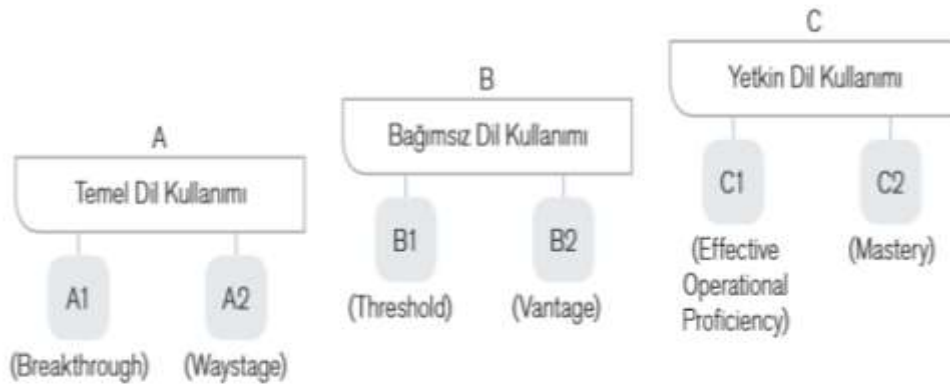 A
Temel Dil Kullanımı
A1
(Breakthrough)
A2
(Waystage)
B
Bağımsız Dil Kullanımı
B1
(Threshold)
B2
(Vantage)
C
Yetkin Dil Kullanımı
C1
(Effective
Operational
Proficiency)
C2
(Mastery)